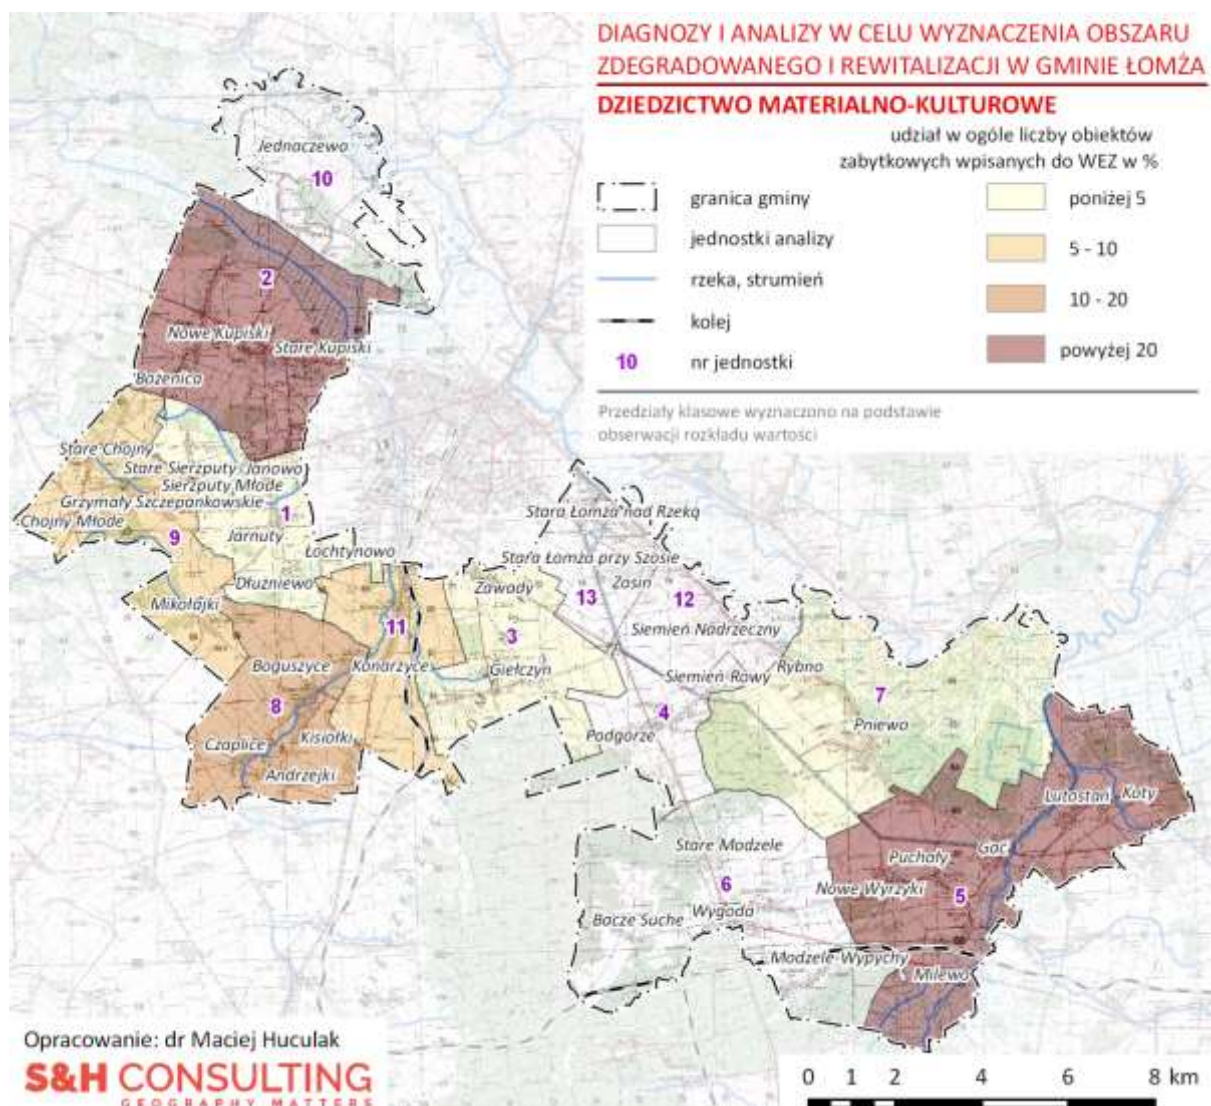 DIAGNOZY I ANALIZY W CELU WYZNACZENIA OBSZARU
ZDEGRADOWANEGO I REWITALIZACJI W GMINIE ŁOMŻA
DZIEDZICTWO MATERIALNO-KULTUROWE
udział w ogóle liczby obiektów
zabytkowych wpisanych do WEZ w %
granica gminy
jednostki analizy
rzeka, strumień
kolej
10 nr jednostki
poniżej 5
5 - 10
10 - 20
powyżej 20
Przedziały klasowe wyznaczono na podstawie
obserwacji rozkładu wartości
Jednaczewo
10
2
Nowe Kupiski
Stare Kupiski
Bożenica
Stare Chojny
Stare Sierzputy
Janowo
Sierzputy Młode
Grzymały Szczepankowskie
1
Chojny Młode
9
Jarnuty
Łochtynowo
Dłużniewo
Mikołajki
11
Boguszyce
Konarzyce
8
Czaplice
Kisiołki
Andrzejki
Stara Łomża nad Rzeką
Stara Łomża przy Szosie
Zawady
Zosin
13
12
3
Siemień Nadrzeczny
Giełczyn
Siemień Rowy
Rybno
7
4
Pniewo
Podgórze
Lutostań
Koty
Stare Modzele
Puchały
Gać
6
Nowe Wyrzyki
5
Bacze Suche
Wygoda
Modzele-Wypychy
Milewo
Opracowanie: dr Maciej Huculak
S&H CONSULTING
GEOGRAPHY MATTERS
0 1 2 4 6 8 km